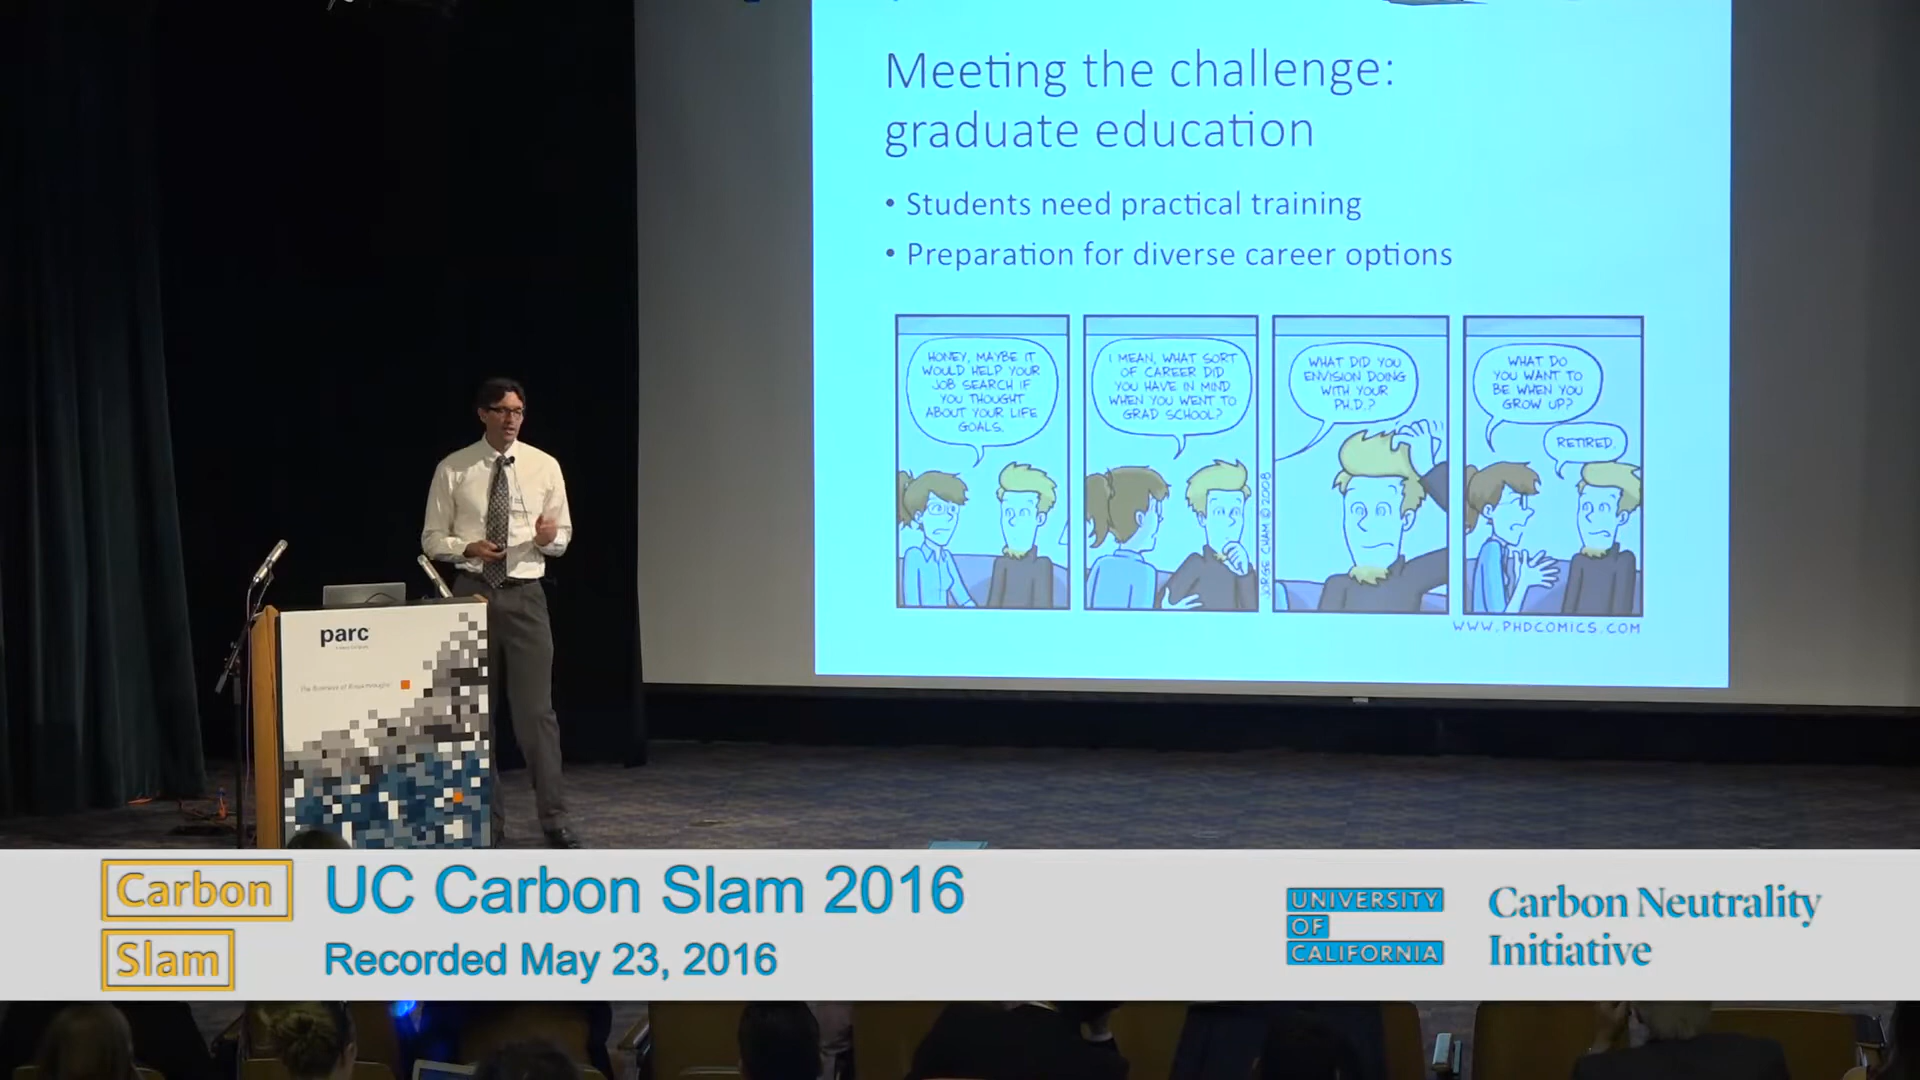 Meeting the challenge:
graduate education
• Students need practical training
• Preparation for diverse career options
HONEY, MAYBE IT
WOULD HELP YOUR
JOB SEARCH IF
YOU THOUGHT
ABOUT YOUR LIFE
GOALS.
I MEAN, WHAT SORT
OF CAREER DID
YOU HAVE IN MIND
WHEN YOU WENT TO
GRAD SCHOOL?
JORGE CHAM © 2008
WHAT DID YOU
ENVISION DOING
WITH YOUR
PH.D.?
WHAT DO
YOU WANT TO
BE WHEN YOU
GROW UP?
RETIRED.
WWW.PHDCOMICS.COM
parc
Carbon
Slam
UC Carbon Slam 2016
Recorded May 23, 2016
UNIVERSITY
OF
CALIFORNIA
Carbon Neutrality
Initiative